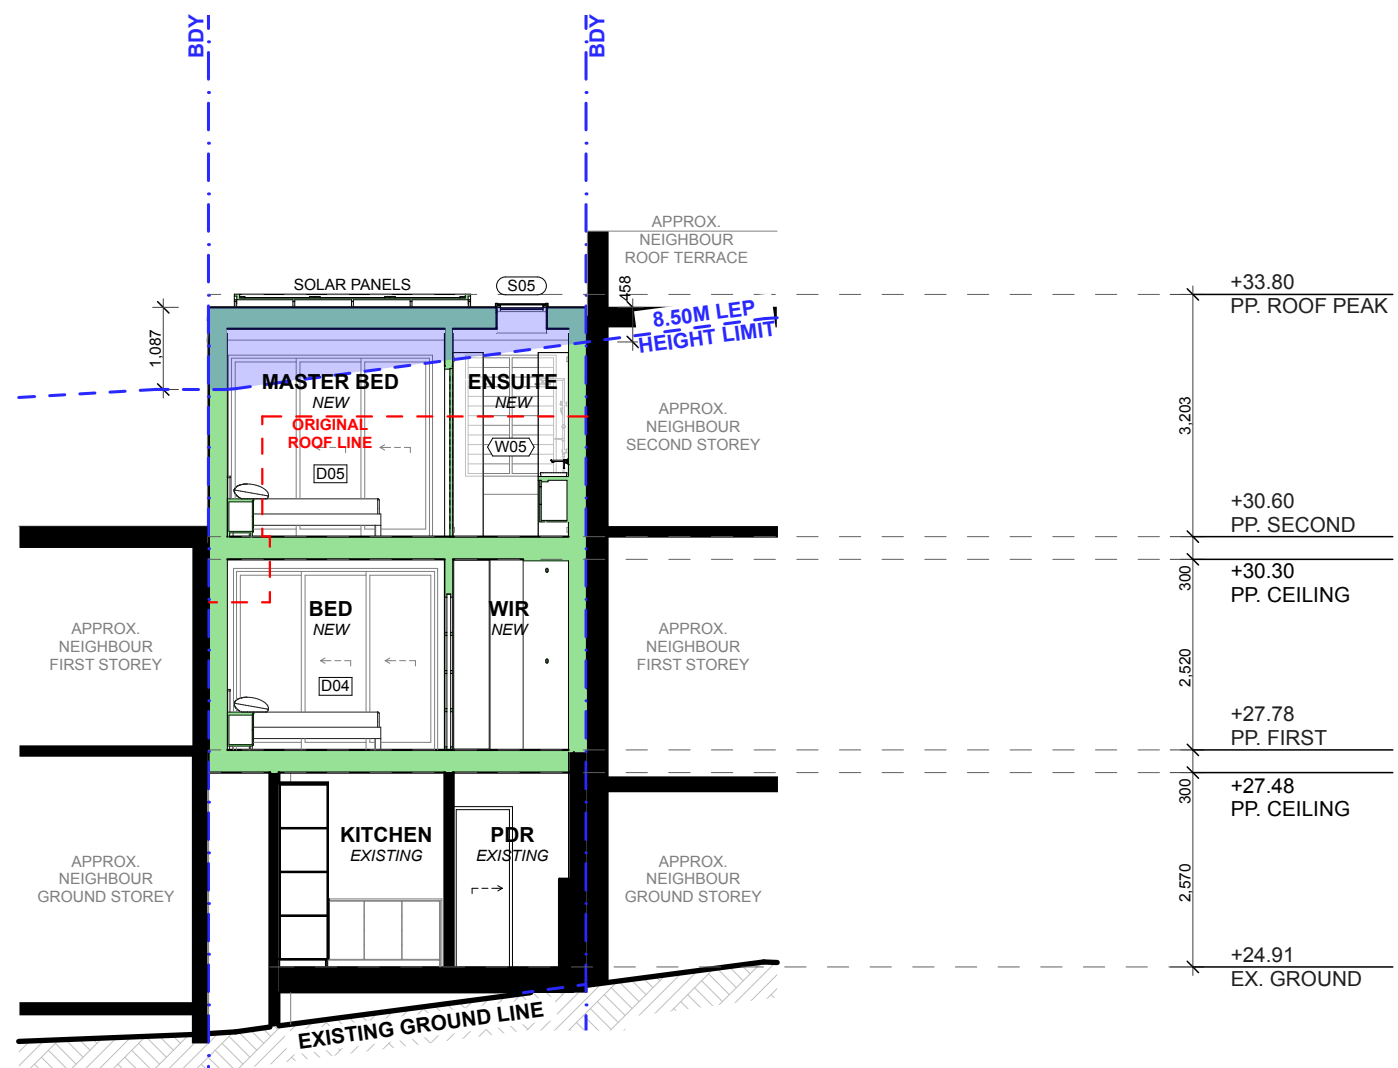 BDY
BDY
APPROX.
NEIGHBOUR
ROOF TERRACE
SOLAR PANELS
S05
458
+33.80
PP. ROOF PEAK
8.50M LEP
HEIGHT LIMIT
1,087
MASTER BED
NEW
ENSUITE
NEW
ORIGINAL
ROOF LINE
W05
D05
APPROX.
NEIGHBOUR
SECOND STOREY
3,203
+30.60
PP. SECOND
300
+30.30
PP. CEILING
BED
NEW
WIR
NEW
D04
APPROX.
NEIGHBOUR
FIRST STOREY
APPROX.
NEIGHBOUR
FIRST STOREY
2,520
+27.78
PP. FIRST
300
+27.48
PP. CEILING
KITCHEN
EXISTING
PDR
EXISTING
APPROX.
NEIGHBOUR
GROUND STOREY
APPROX.
NEIGHBOUR
GROUND STOREY
2,570
+24.91
EX. GROUND
EXISTING GROUND LINE